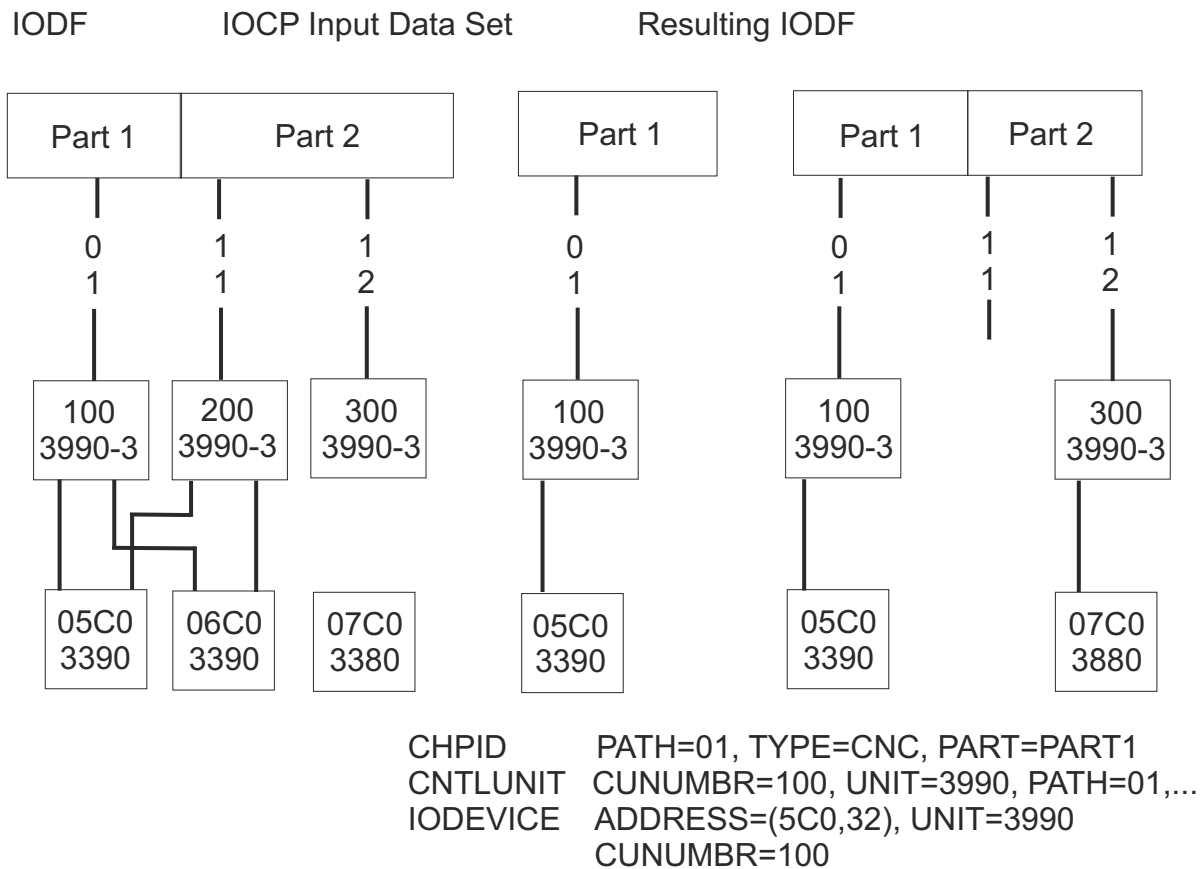 IODF IOCP Input Data Set Resulting IODF
Part 1 Part 2 Part 1 Part 1 Part 2
0 1 1 0 0 1 1
1 1 2 1 1 1 2
100 200 300 100 100 300
3990-3 3990-3 3990-3 3990-3 3990-3 3990-3
05C0 06C0 07C0 05C0 05C0 07C0
3390 3390 3380 3390 3390 3880
CHPID PATH=01, TYPE=CNC, PART=PART1
CNTLUNIT CUNUMBR=100, UNIT=3990, PATH=01,...
IODEVICE ADDRESS=(5C0,32), UNIT=3990
CUNUMBR=100